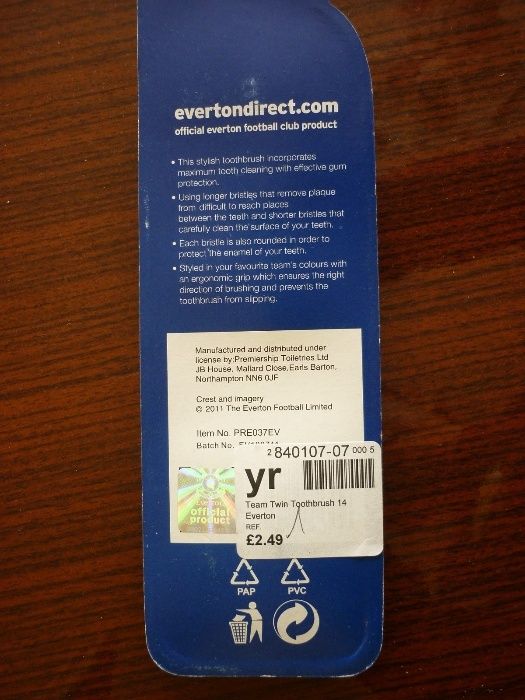 evertondirect.com
official everton football club product
• This stylish toothbrush incorporates
maximum tooth cleaning with effective gum
protection.
• Using longer bristles that remove plaque
from difficult to reach places
between the teeth and shorter bristles that
carefully clean the surface of your teeth.
• Each bristle is also rounded in order to
protect the enamel of your teeth.
• Styled in your favourite team's colours with
an ergonomic grip which ensures the right
direction of brushing and prevents the
toothbrush from slipping.
Manufactured and distributed under
license by:Premiership Toiletries Ltd
JB House, Mallard Close,Earls Barton,
Northampton NN6 0JF
Crest and imagery
© 2011 The Everton Football Limited
Item No. PRE037EV
Batch No.
2 840107-07 000 5
yr
Team Twin Toothbrush 14
Everton
REF.
£2.49
Everton
official
product
PAP
PVC